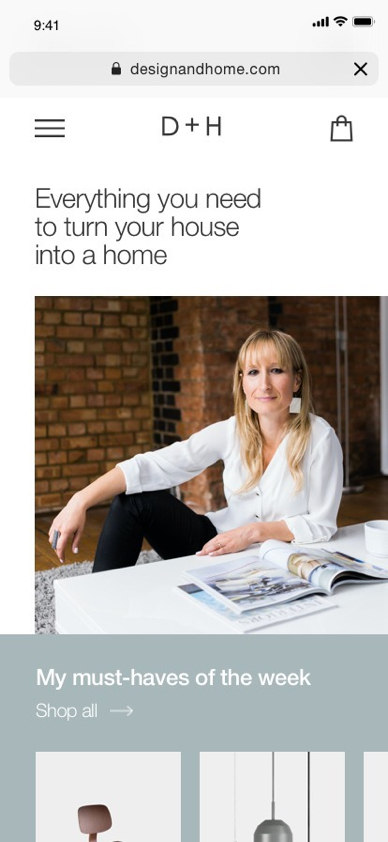 9:41
designandhome.com
D+H
Everything you need
to turn your house
into a home
My must-haves of the week
Shop all